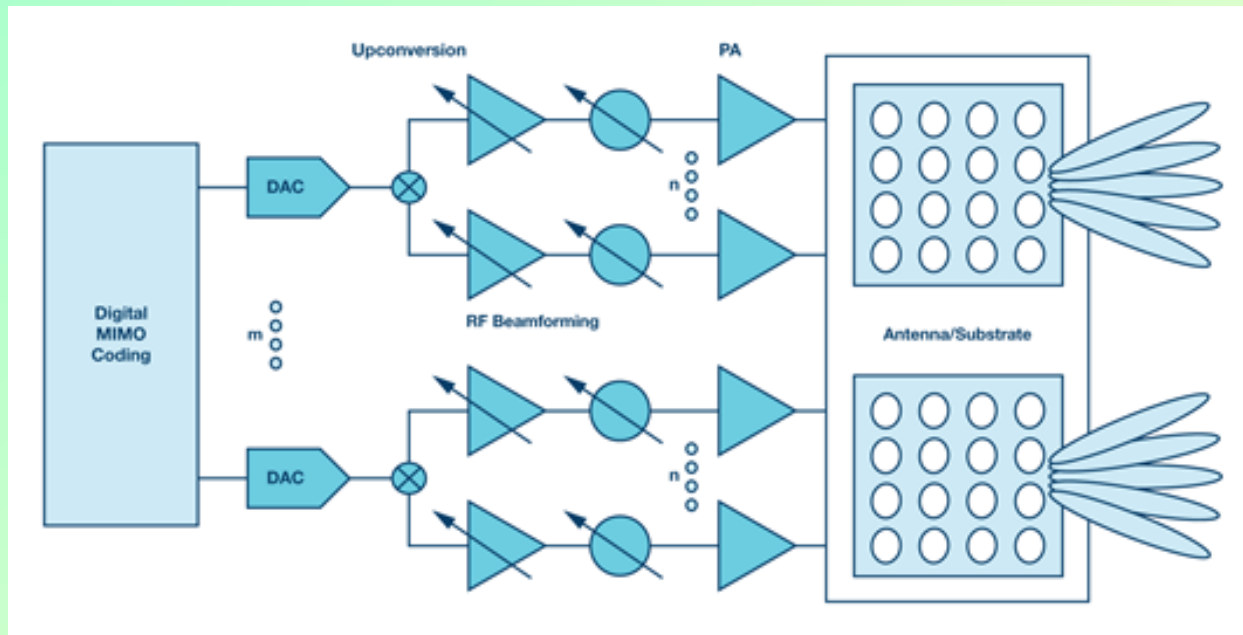 Upconversion
PA
DAC
n
Digital
MIMO
Coding
m
RF Beamforming
Antenna/Substrate
DAC
n